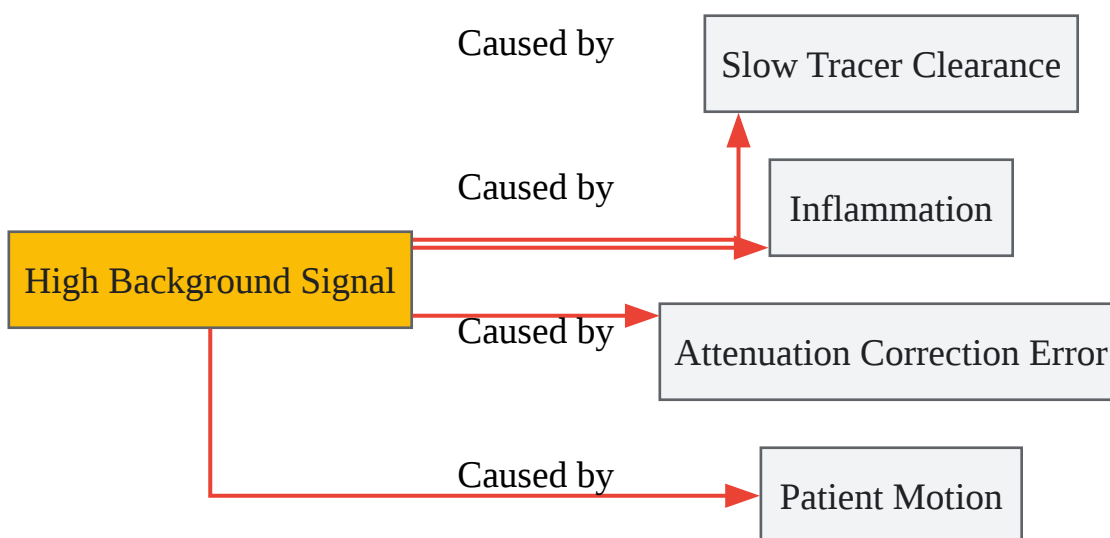 Caused by
Slow Tracer Clearance
Caused by
Inflammation
High Background Signal
Caused by
Attenuation Correction Error
Caused by
Patient Motion